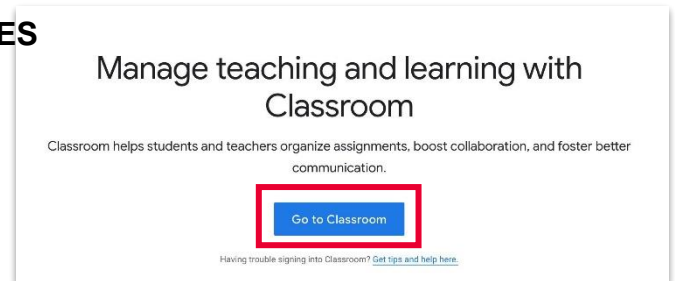 ES
Manage teaching and learning with
Classroom
Classroom helps students and teachers organize assignments, boost collaboration, and foster better
communication.
Go to Classroom
Having trouble signing into Classroom? Get tips and help here.